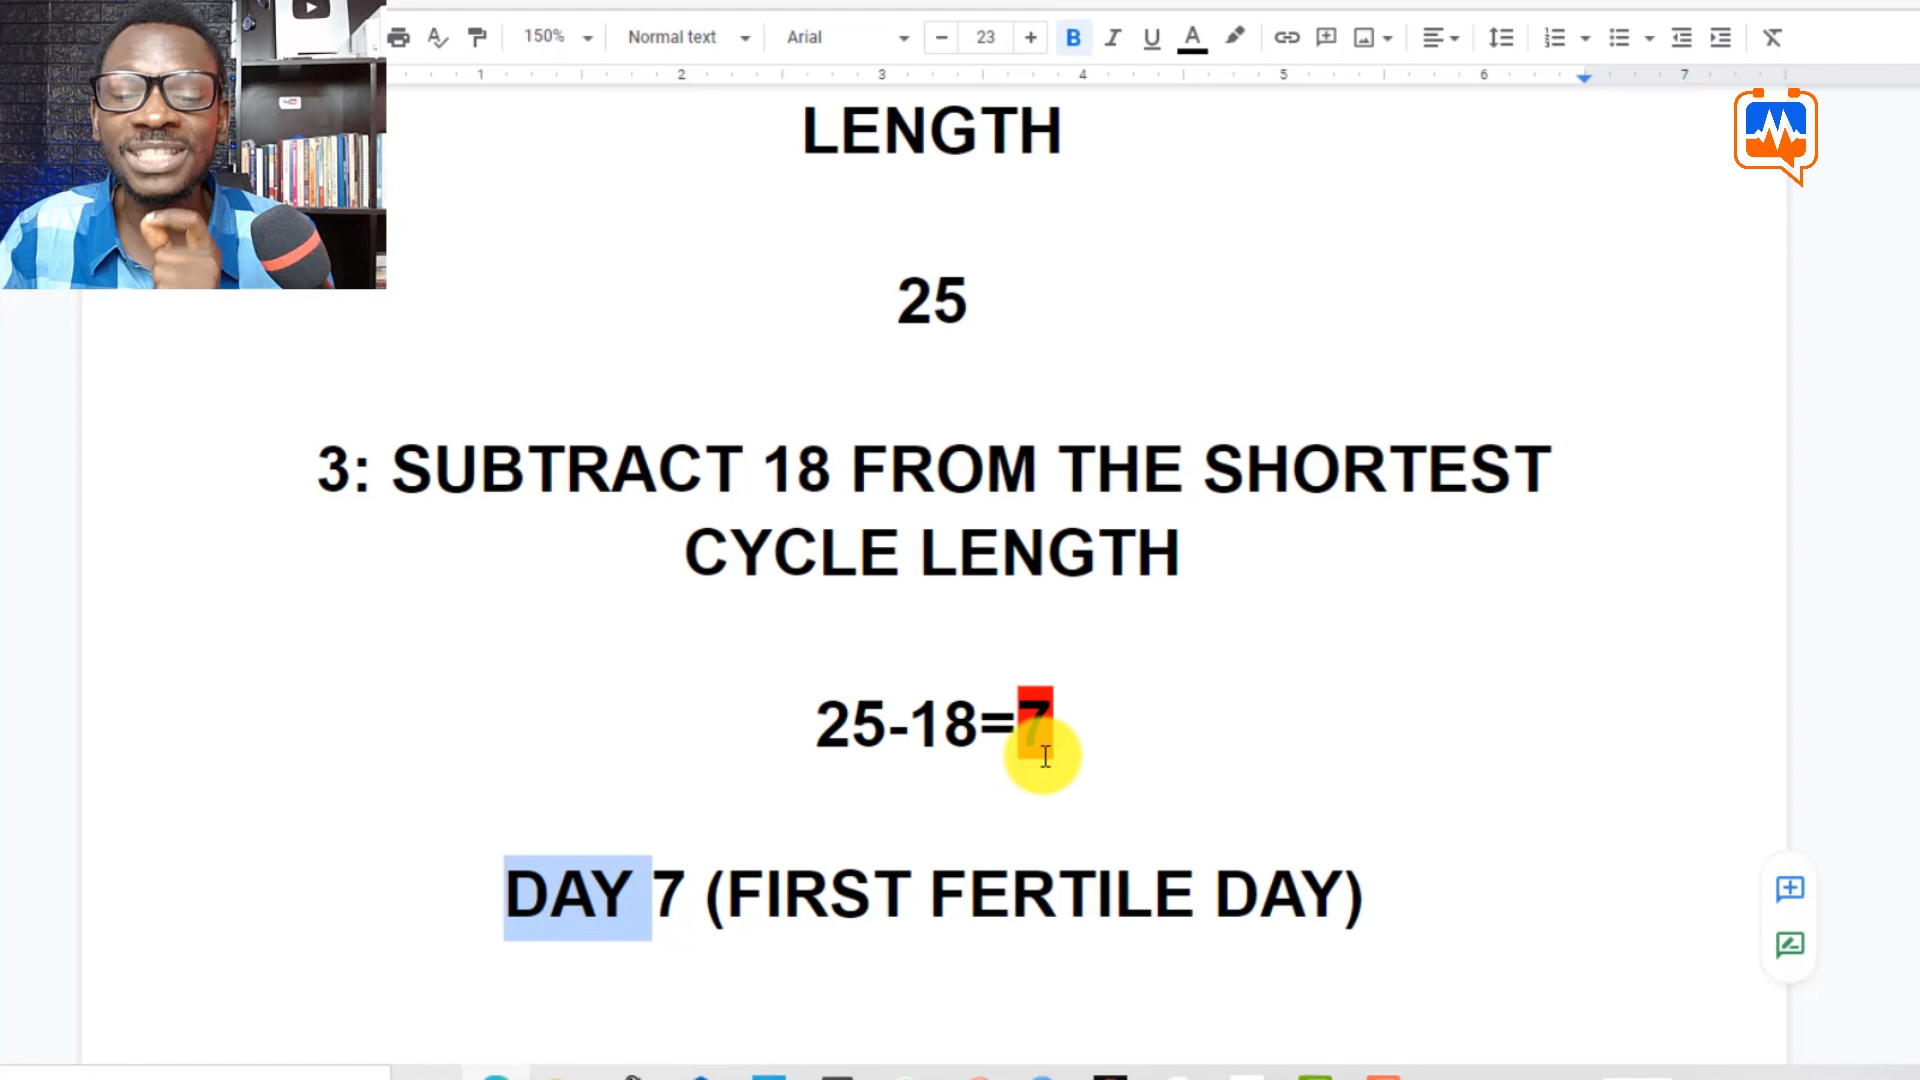 150% Normal text Arial 23 B I U A
1 2 3 4 5 6 7
LENGTH
25
3: SUBTRACT 18 FROM THE SHORTEST
CYCLE LENGTH
25-18=7
DAY 7 (FIRST FERTILE DAY)